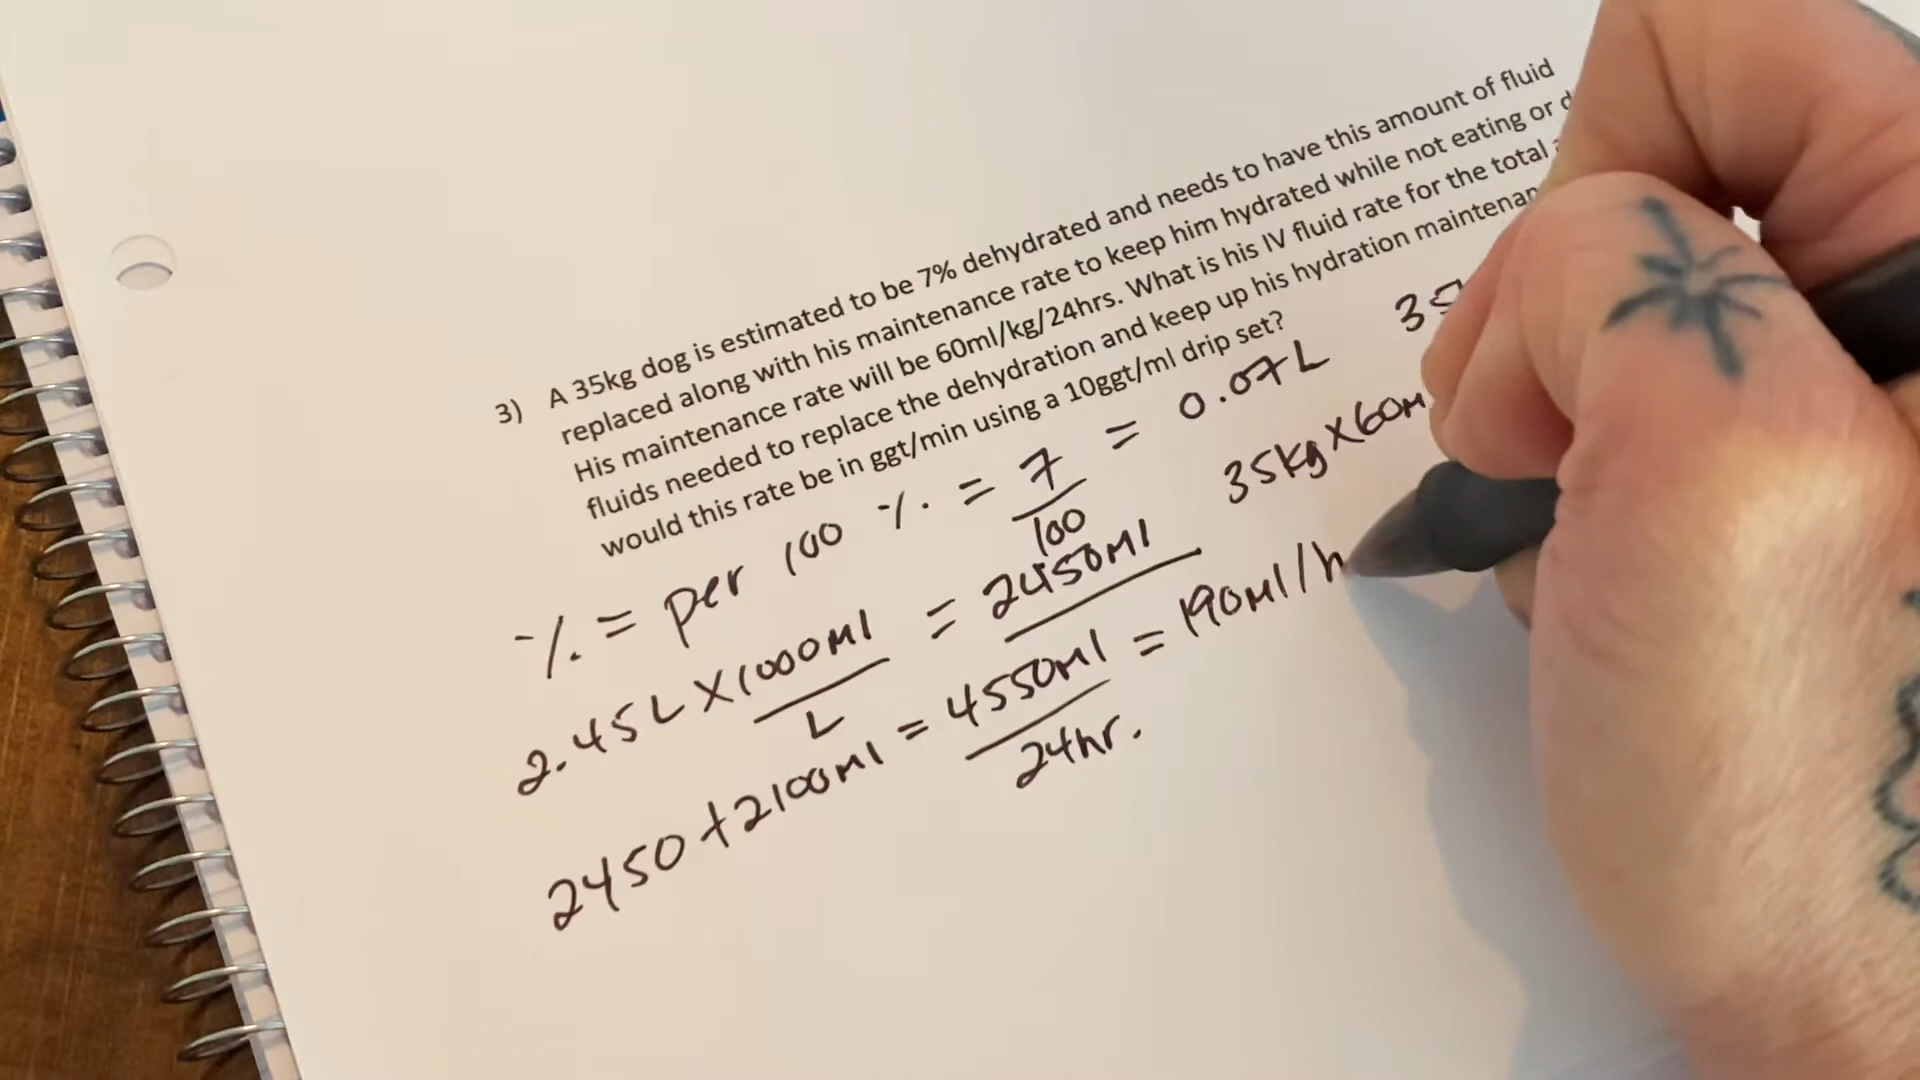 3) A 35kg dog is estimated to be 7% dehydrated and needs to have this amount of fluid
replaced along with his maintenance rate to keep him hydrated while not eating or
His maintenance rate will be 60ml/kg/24hrs. What is his IV fluid rate for the total
fluids needed to replace the dehydration and keep up his hydration
would this rate be in ggt/min using a 10ggt/ml drip set?
% = per 100 % = 7/100 = 0.07L
2.45L X 1000ml/L = 2450ml 35kg X 60m
2450 + 2100ml = 4550ml/24hr. = 190ml/h